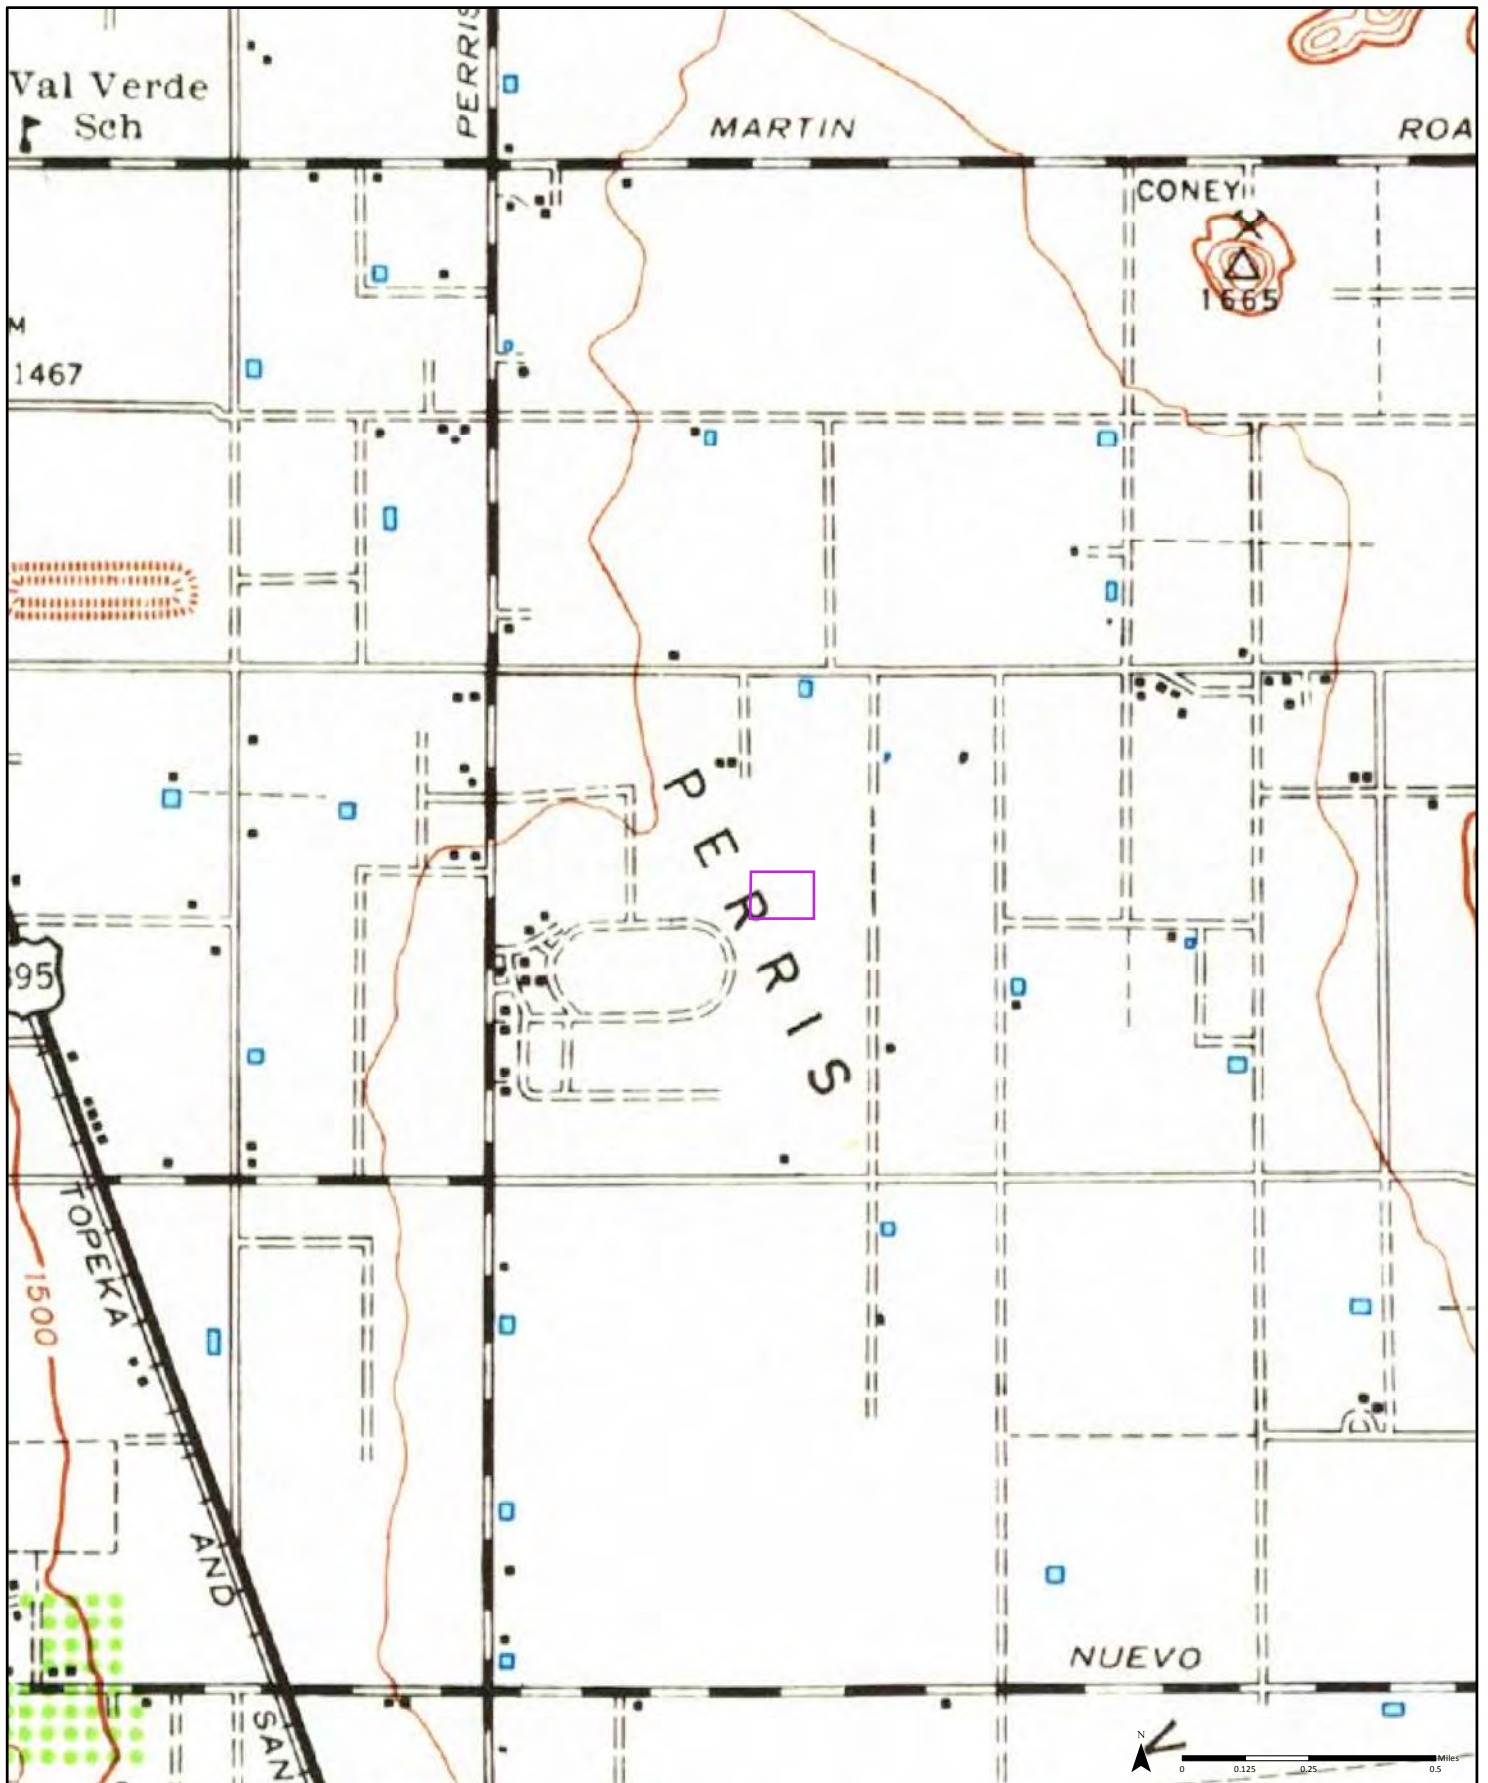 PERRIS
Val Verde
Sch
MARTIN
ROA
CONEY
1665
M
1467
PERRIS
95
TOPEKA
1500
AND
NUEVO
SAN
V
N
Miles
0
0.125
0.25
0.5